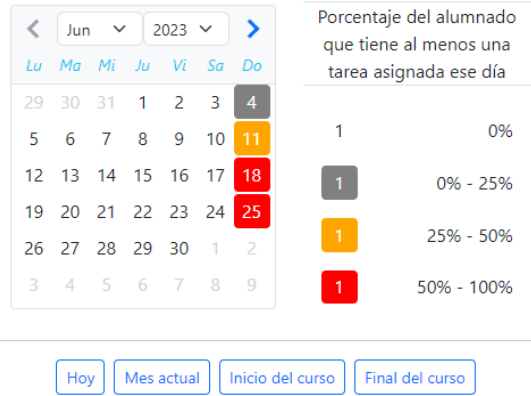 Jun 2023
Lu Ma Mi Ju Vi Sa Do
29 30 31 1 2 3 4
5 6 7 8 9 10 11
12 13 14 15 16 17 18
19 20 21 22 23 24 25
26 27 28 29 30 1 2
3 4 5 6 7 8 9
Porcentaje del alumnado
que tiene al menos una
tarea asignada ese día
1 0%
1 0% - 25%
1 25% - 50%
1 50% - 100%
Hoy Mes actual Inicio del curso Final del curso